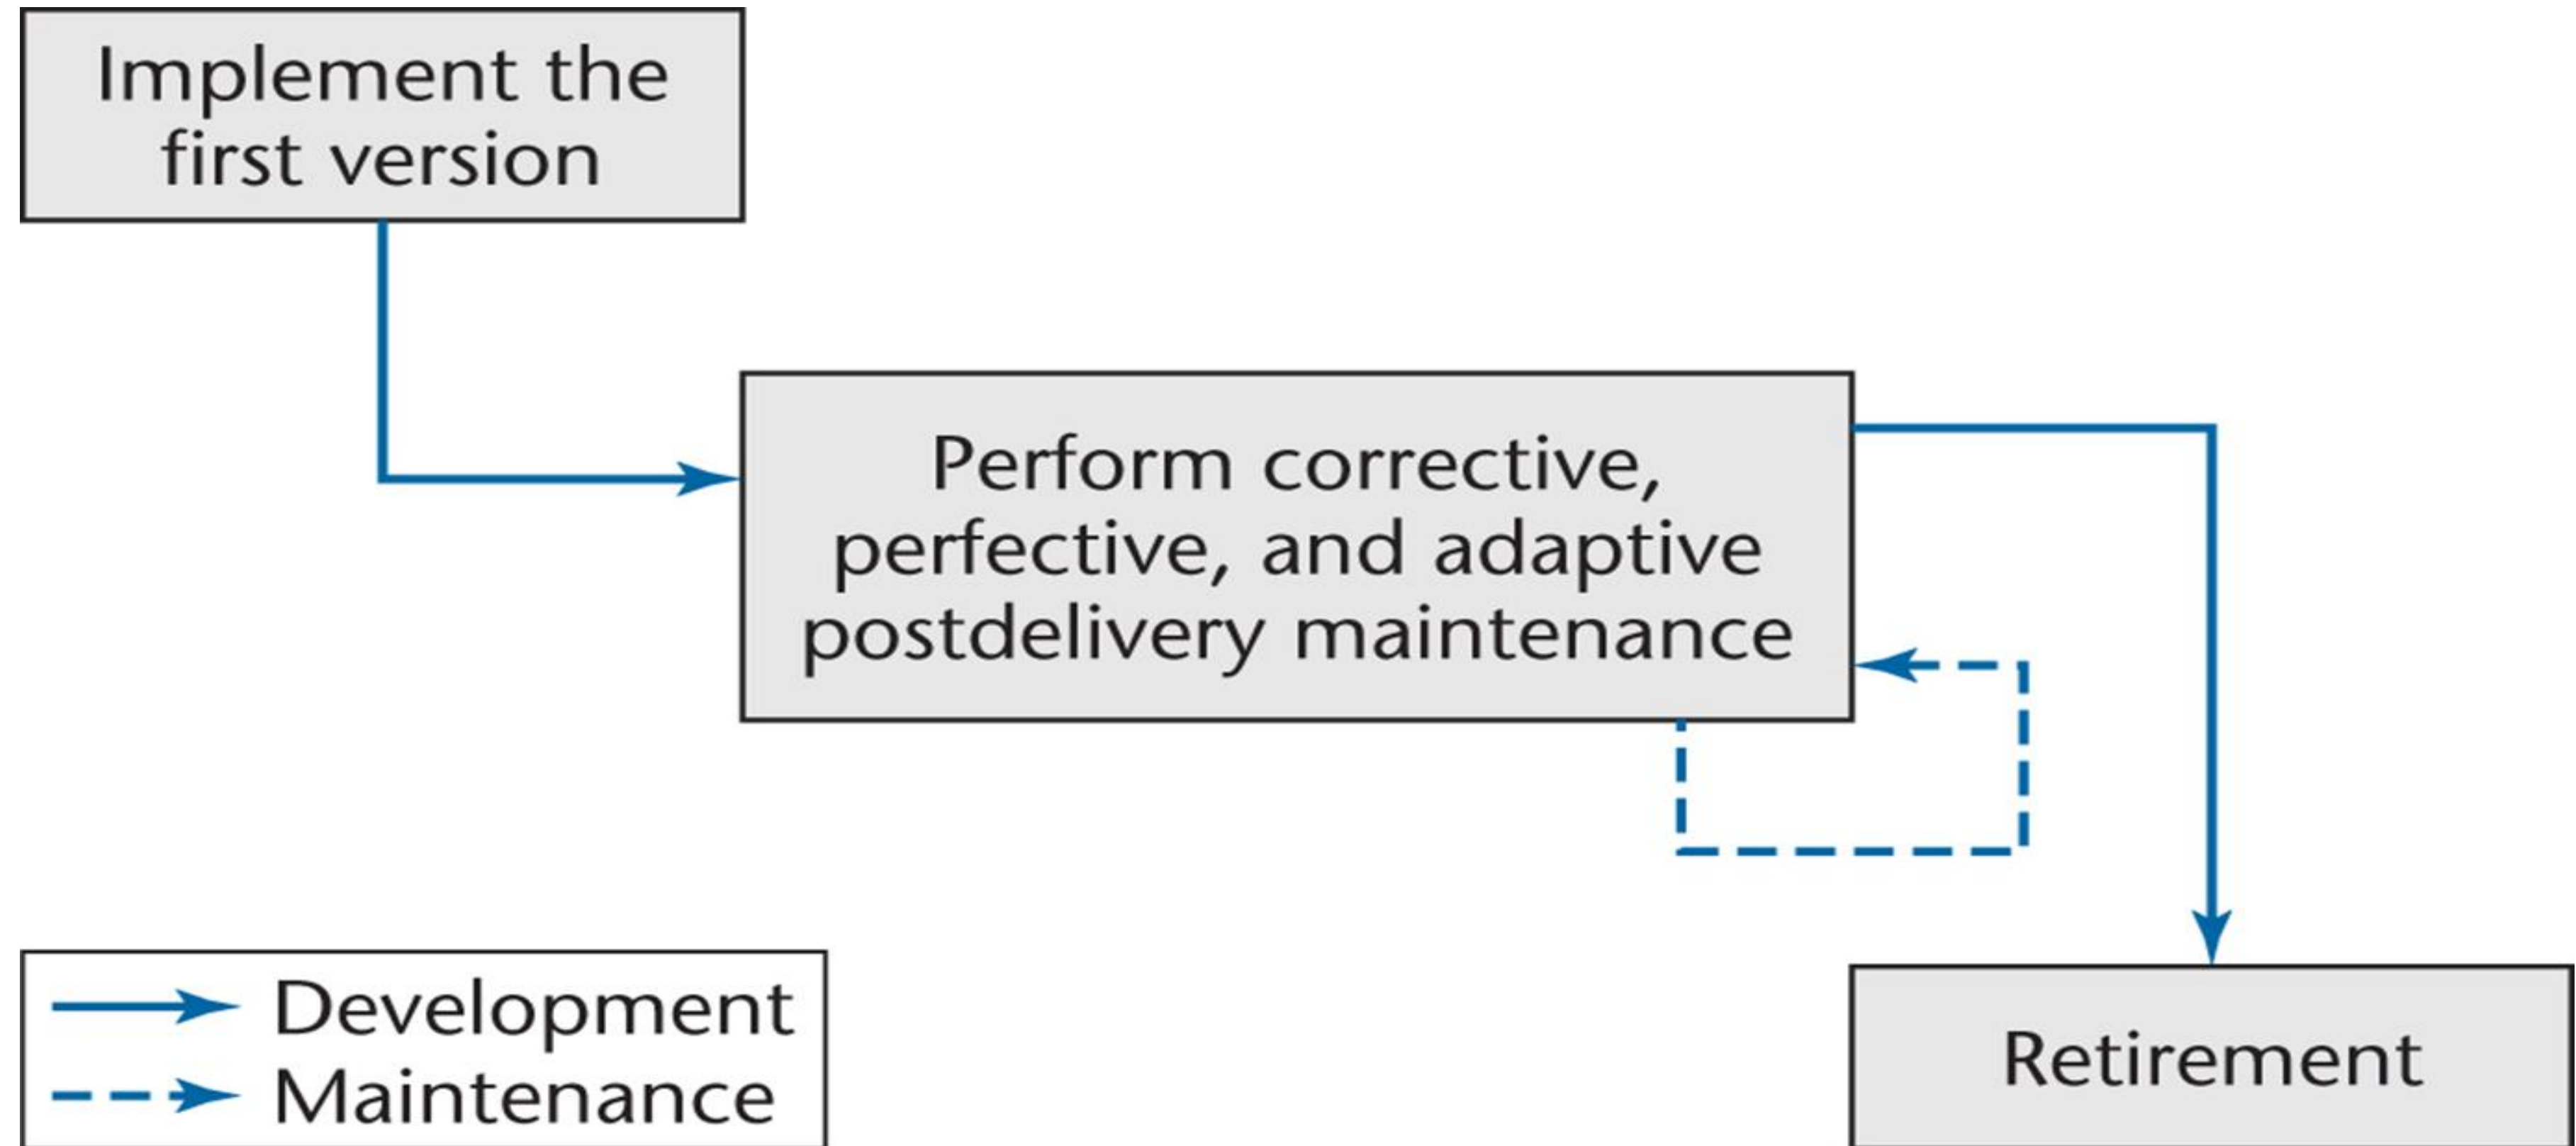 Implement the
first version
Perform corrective,
perfective, and adaptive
postdelivery maintenance
Development
Maintenance
Retirement